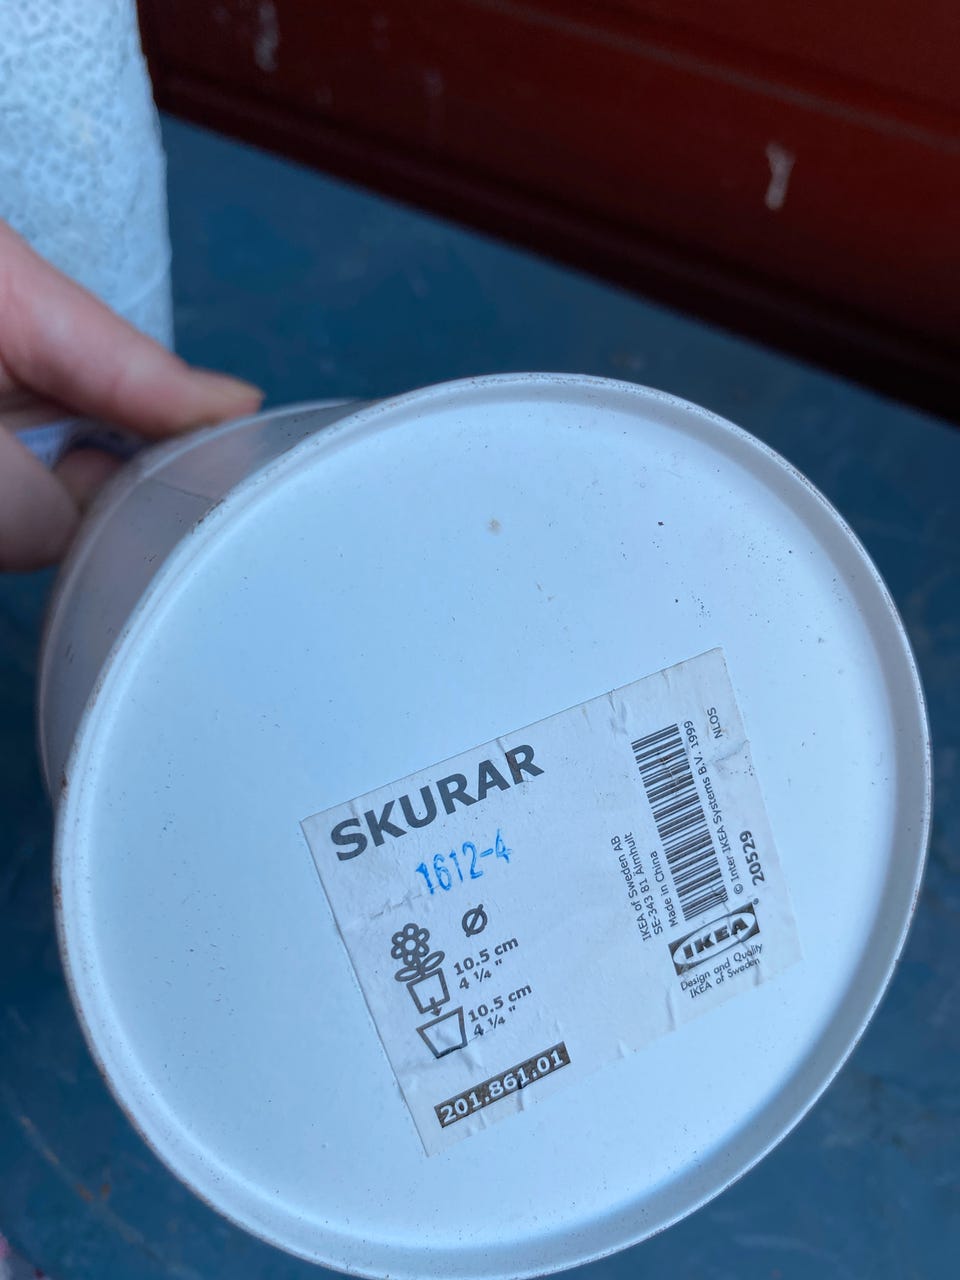 SKURAR
1612-4
Ø
10.5 cm
4 ¼ "
10.5 cm
4 ¼ "
201.861.01
IKEA of Sweden AB
SE-343 81 Älmhult
Made in China
© Inter IKEA Systems B.V. 1999
NLOS
20529
IKEA®
Design and Quality
IKEA of Sweden